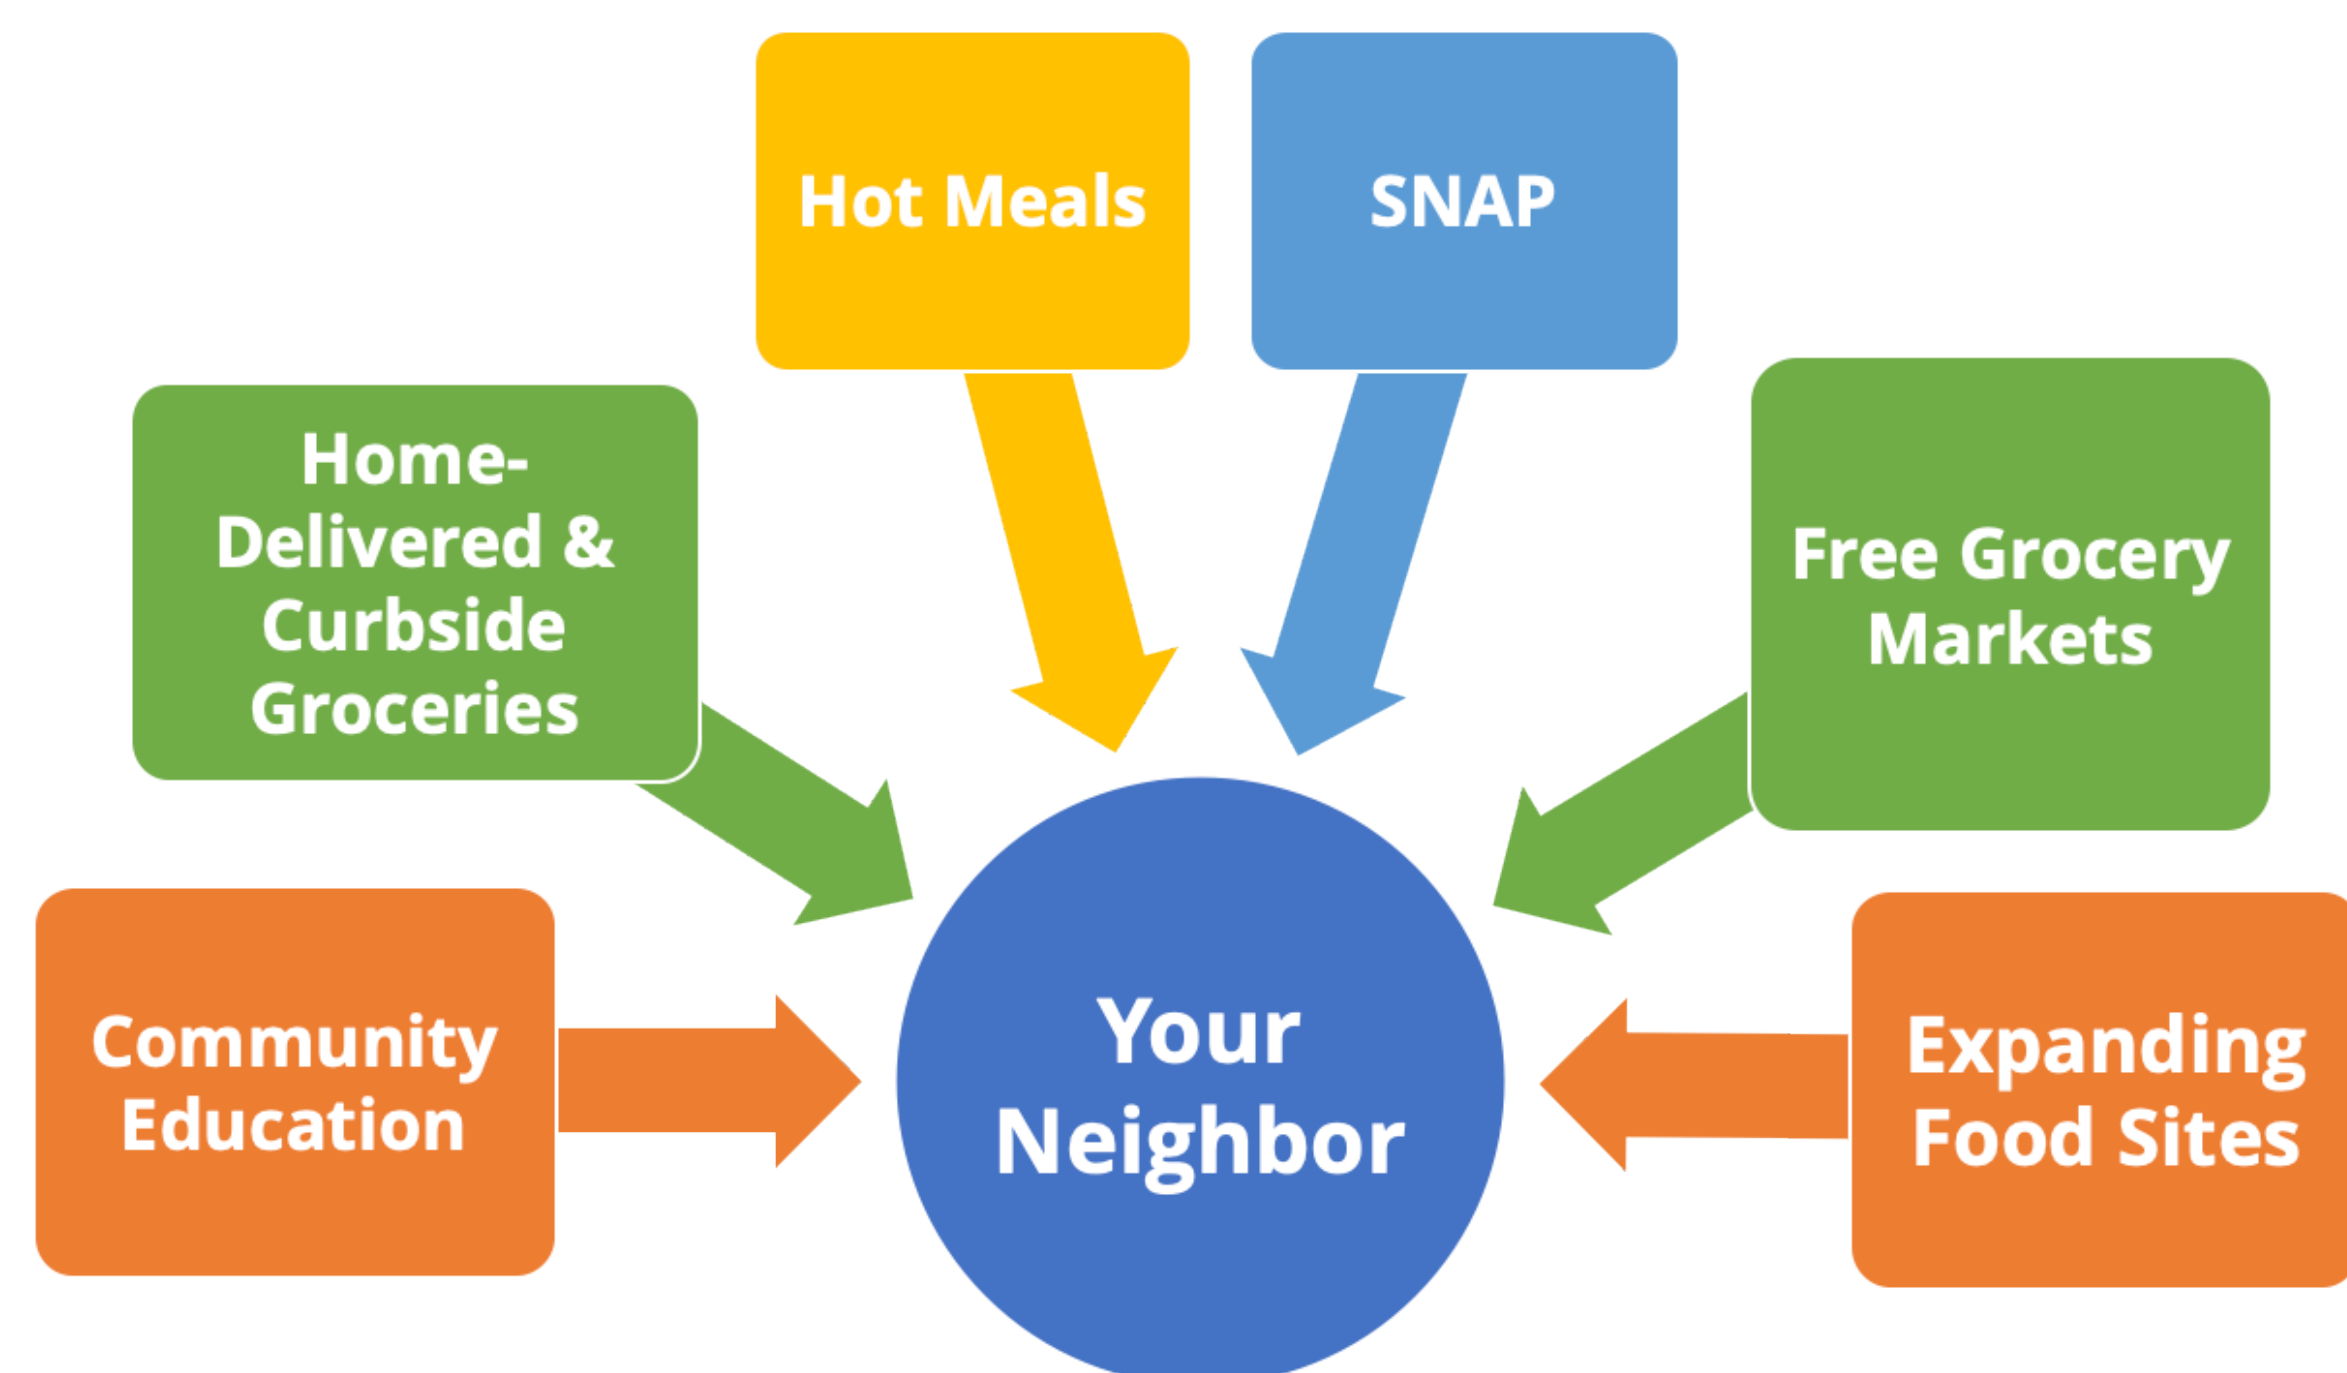 Hot Meals
SNAP
Home-
Delivered &
Curbside
Groceries
Free Grocery
Markets
Community
Education
Your
Neighbor
Expanding
Food Sites